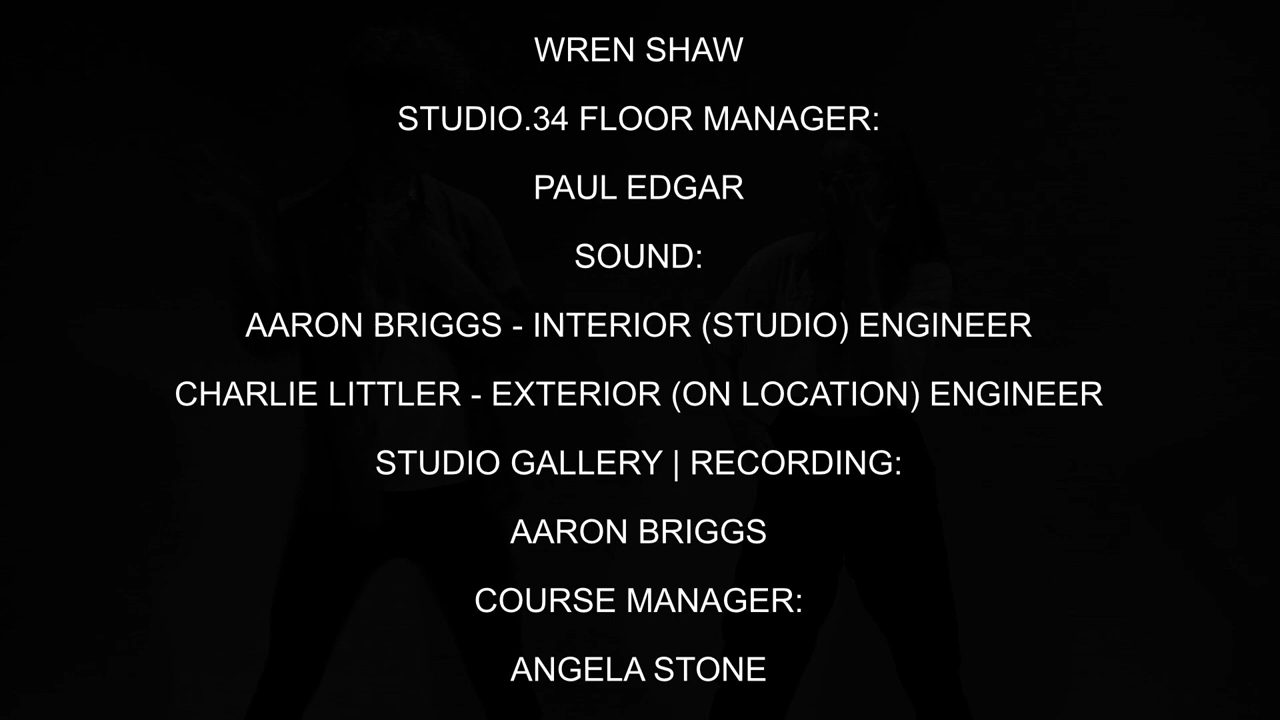 WREN SHAW
STUDIO.34 FLOOR MANAGER:
PAUL EDGAR
SOUND:
AARON BRIGGS - INTERIOR (STUDIO) ENGINEER
CHARLIE LITTLER - EXTERIOR (ON LOCATION) ENGINEER
STUDIO GALLERY | RECORDING:
AARON BRIGGS
COURSE MANAGER:
ANGELA STONE